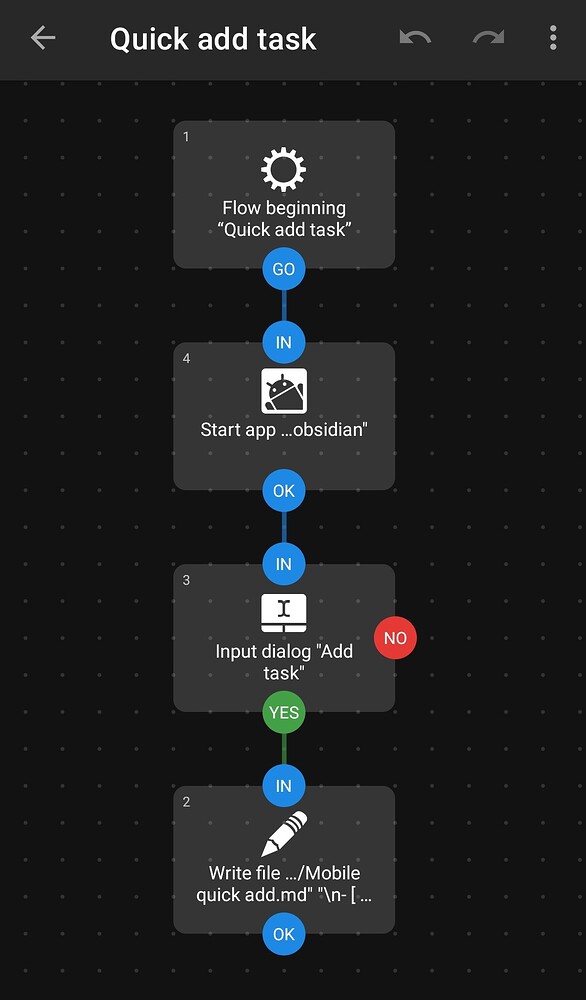 Quick add task
1
Flow beginning
“Quick add task”
GO
IN
4
Start app ...obsidian"
OK
IN
3
Input dialog "Add
task"
NO
YES
IN
2
Write file .../Mobile
quick add.md" "\n- [ ...
OK